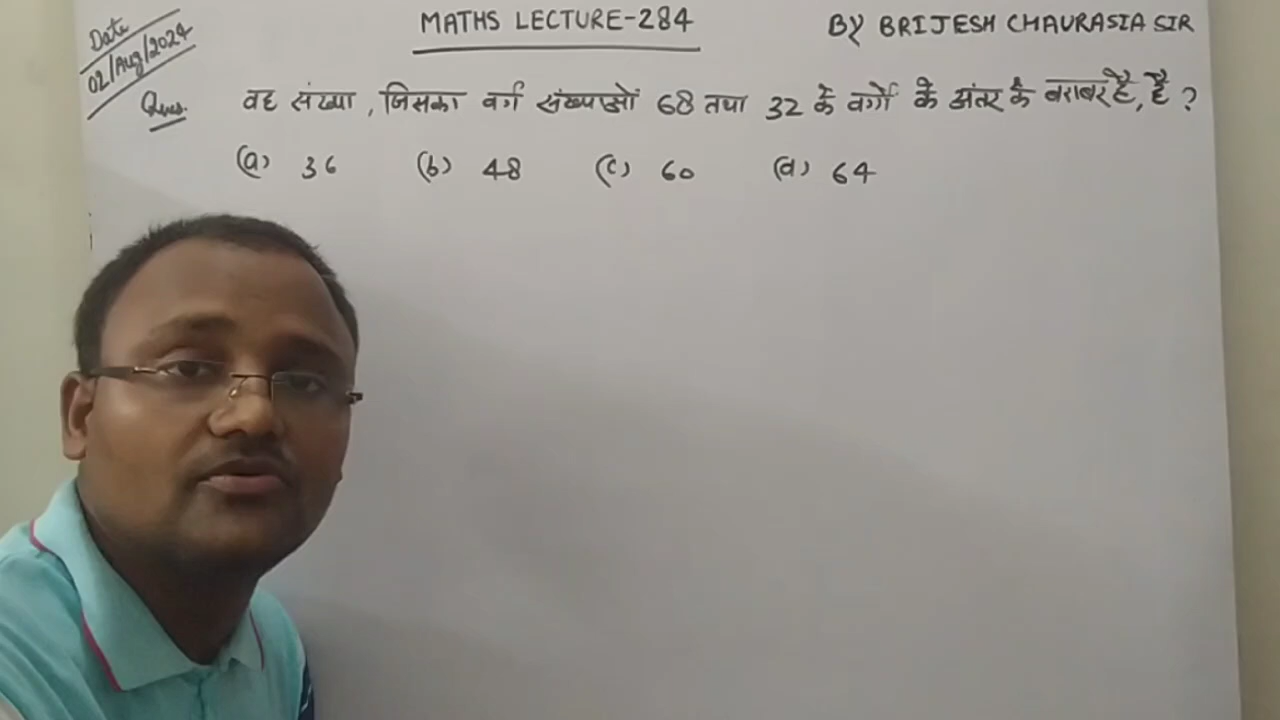 MATHS LECTURE-284
BY BRIJESH CHAURASIA SIR
Date
02/Aug/2024
Ques. वह संख्या, जिसका वर्ग संख्याओं 68 तथा 32 के वर्गों के अंतर के बराबर है, है ?
(a) 36 (b) 48 (c) 60 (d) 64